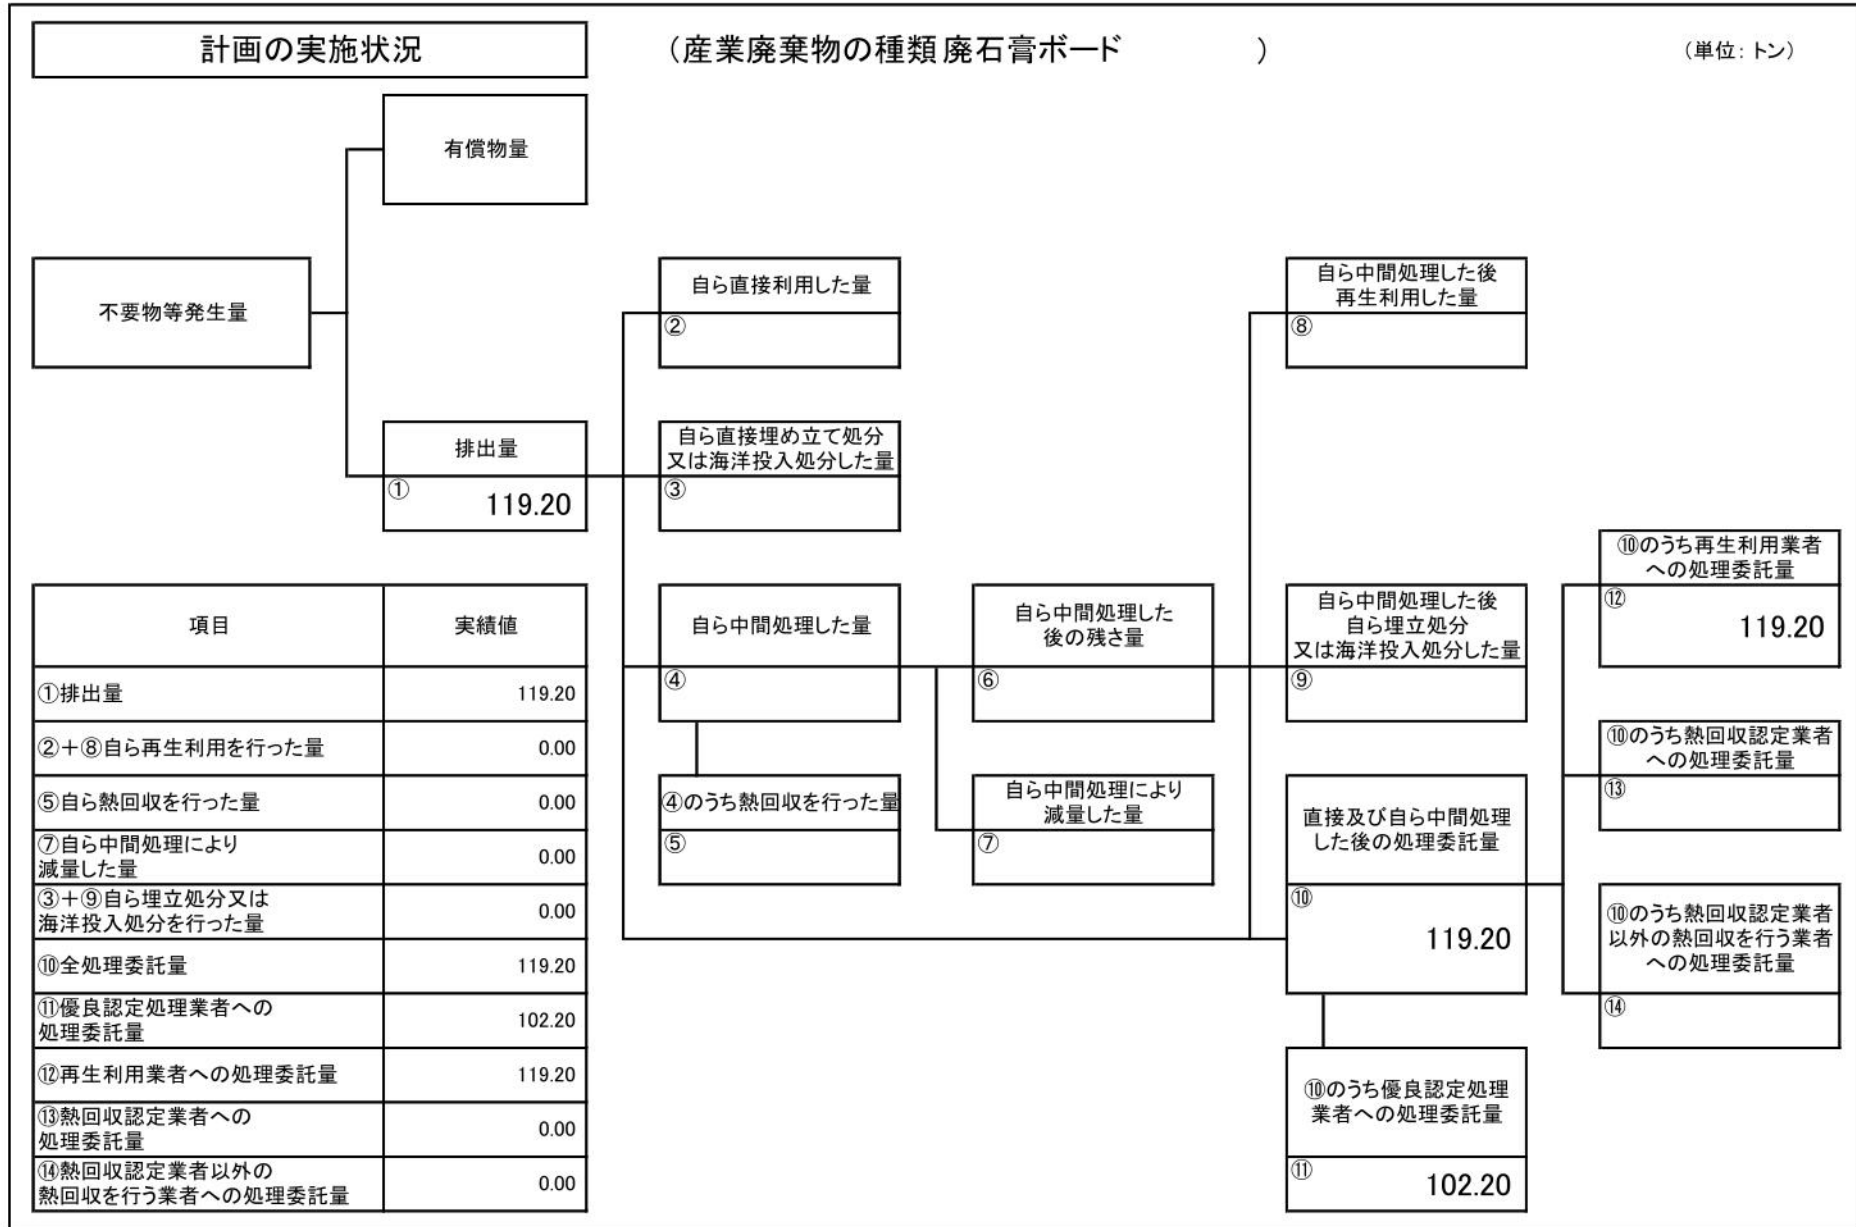 計画の実施状況
（産業廃棄物の種類 廃石膏ボード　　　　）
（単位：トン）
有償物量
不要物等発生量
自ら直接利用した量
②
自ら中間処理した後
再生利用した量
⑧
排出量
①
119.20
自ら直接埋め立て処分
又は海洋投入処分した量
③
⑩のうち再生利用業者
への処理委託量
⑫
119.20
自ら中間処理した量
④
自ら中間処理した
後の残さ量
⑥
自ら中間処理した後
自ら埋立処分
又は海洋投入処分した量
⑨
⑩のうち熱回収認定業者
への処理委託量
⑬
④のうち熱回収を行った量
⑤
自ら中間処理により
減量した量
⑦
直接及び自ら中間処理
した後の処理委託量
⑩
119.20
⑩のうち熱回収認定業者
以外の熱回収を行う業者
への処理委託量
⑭
⑩のうち優良認定処理
業者への処理委託量
⑪
102.20
項目 実績値
①排出量 119.20
②＋⑧自ら再生利用を行った量 0.00
⑤自ら熱回収を行った量 0.00
⑦自ら中間処理により
減量した量 0.00
③＋⑨自ら埋立処分又は
海洋投入処分を行った量 0.00
⑩全処理委託量 119.20
⑪優良認定処理業者への
処理委託量 102.20
⑫再生利用業者への処理委託量 119.20
⑬熱回収認定業者への
処理委託量 0.00
⑭熱回収認定業者以外の
熱回収を行う業者への処理委託量 0.00